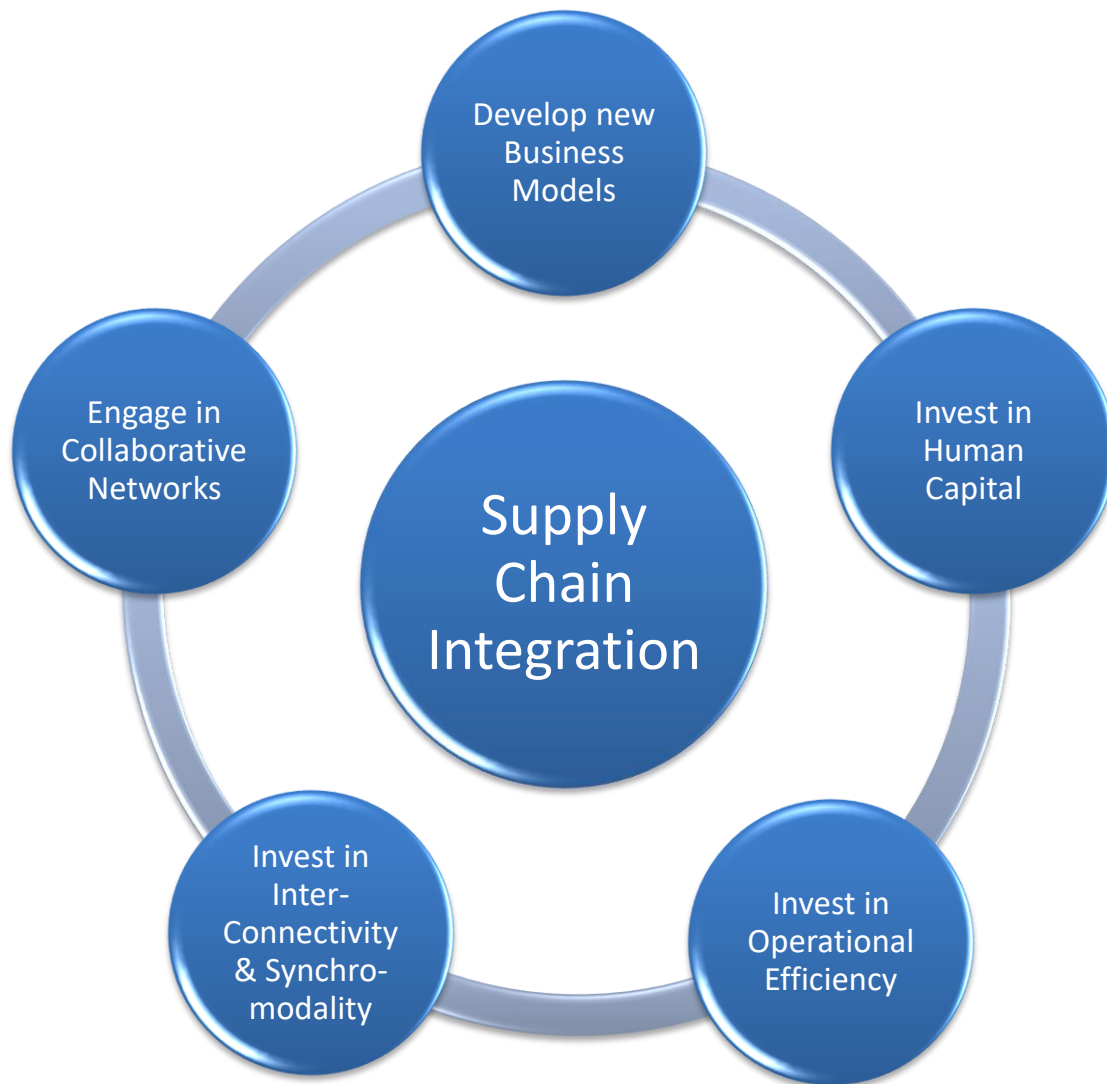 Develop new
Business
Models
Engage in
Collaborative
Networks
Invest in
Human
Capital
Supply
Chain
Integration
Invest in
Inter-
Connectivity
& Synchro-
modality
Invest in
Operational
Efficiency